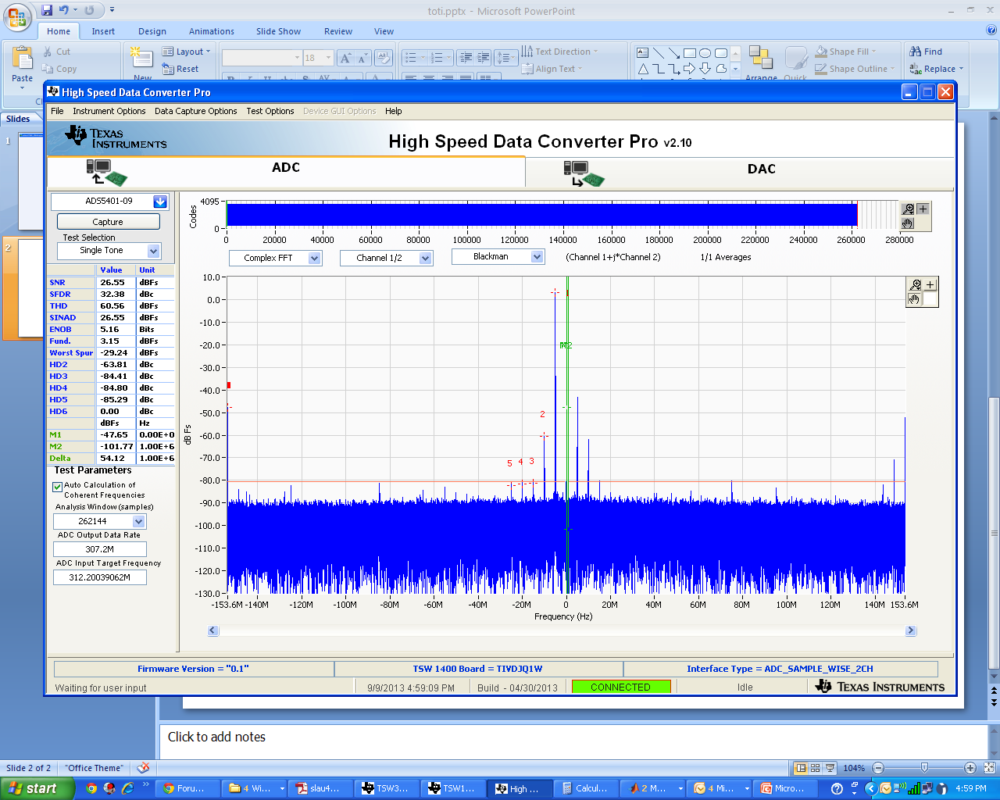 toti.pptx - Microsoft PowerPoint
Home Insert Design Animations Slide Show Review View
Paste Cut Copy New Layout Reset 18 Text Direction Align Text Arrange Quick Shape Fill Shape Outline Find Replace
Slides
1
2
High Speed Data Converter Pro
File Instrument Options Data Capture Options Test Options Device GUI Options Help
TEXAS INSTRUMENTS
High Speed Data Converter Pro v2.10
ADC DAC
ADS5401-09
Capture
Test Selection
Single Tone
Value Unit
SNR 26.55 dBFs
SFDR 32.38 dBc
THD 60.56 dBFs
SINAD 26.55 dBFs
ENOB 5.16 Bits
Fund. 3.15 dBFs
Worst Spur -29.24 dBFs
HD2 -63.81 dBc
HD3 -84.41 dBc
HD4 -84.80 dBc
HD5 -85.29 dBc
HD6 0.00 dBc
dBFs Hz
M1 -47.65 0.00E+0
M2 -101.77 1.00E+6
Delta 54.12 1.00E+6
Test Parameters
Auto Calculation of
Coherent Frequencies
Analysis Window (samples)
262144
ADC Output Data Rate
307.2M
ADC Input Target Frequency
312.20039062M
Codes
4095
0
0 20000 40000 60000 80000 100000 120000 140000 160000 180000 200000 220000 240000 260000 280000
Complex FFT Channel 1/2 Blackman (Channel 1+j*Channel 2) 1/1 Averages
dBFs
10.0
0.0
-10.0
-20.0
-30.0
-40.0
-50.0
-60.0
-70.0
-80.0
-90.0
-100.0
-110.0
-120.0
-130.0
2
5 4 3
-153.6M -140M -120M -100M -80M -60M -40M -20M 0 20M 40M 60M 80M 100M 120M 140M 153.6M
Frequency (Hz)
Firmware Version = "0.1" TSW 1400 Board = TIVDJQ1W Interface Type = ADC_SAMPLE_WISE_2CH
Waiting for user input 9/9/2013 4:59:09 PM Build - 04/30/2013 CONNECTED Idle TEXAS INSTRUMENTS
Click to add notes
Slide 2 of 2 "Office Theme" 104%
start Foru... 4 Wi... slau4... TSW3... TSW1... High ... Calcul... 2 M... 4 Mi... Micro... 4:59 PM